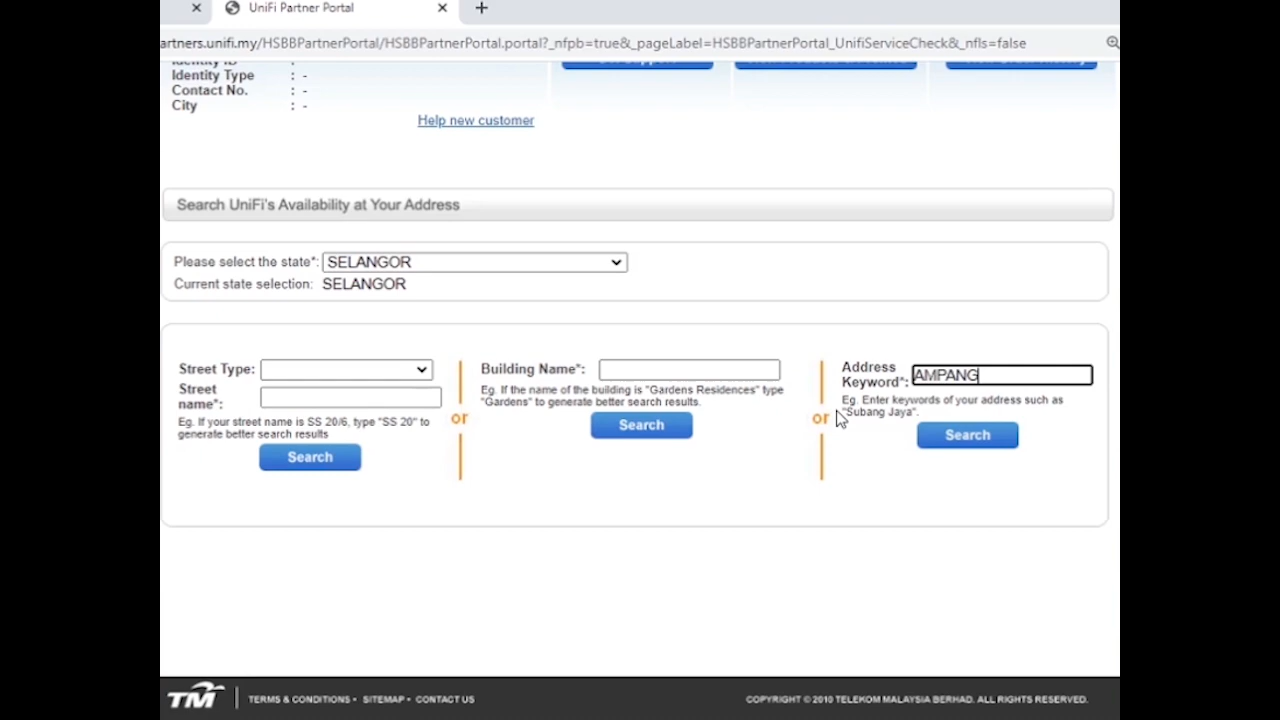 UniFi Partner Portal
artners.unifi.my/HSBBPartnerPortal/HSBBPartnerPortal.portal?_nfpb=true&_pageLabel=HSBBPartnerPortal_UnifiServiceCheck&_nfls=false
Identity Type : -
Contact No. : -
City : -
Help new customer
Search UniFi's Availability at Your Address
Please select the state*: SELANGOR
Current state selection: SELANGOR
Street Type:
Street
name*:
Eg. If your street name is SS 20/6, type "SS 20" to
generate better search results
Search
or
Building Name*:
Eg. If the name of the building is "Gardens Residences" type
"Gardens" to generate better search results.
Search
or
Address
Keyword*: AMPANG
Eg. Enter keywords of your address such as
"Subang Jaya".
Search
TM TERMS & CONDITIONS • SITEMAP • CONTACT US
COPYRIGHT © 2010 TELEKOM MALAYSIA BERHAD. ALL RIGHTS RESERVED.